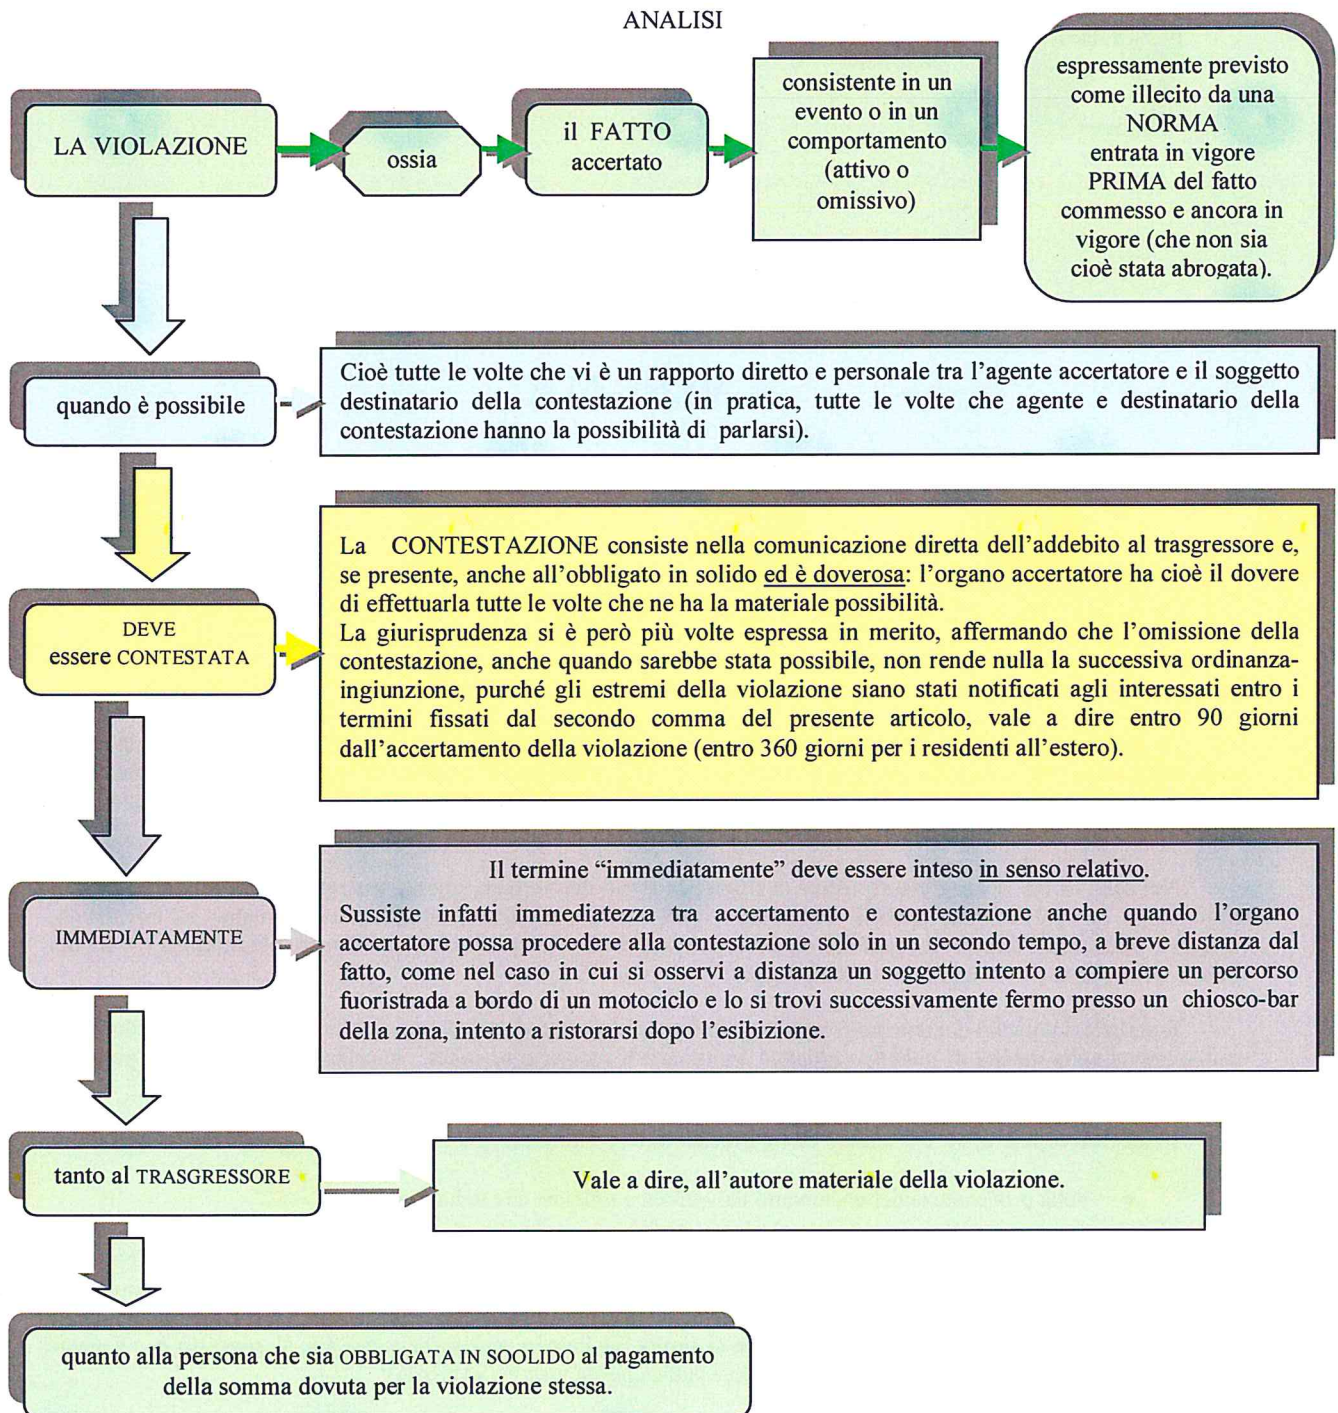 ANALISI
LA VIOLAZIONE
ossia
il FATTO
accertato
consistente in un
evento o in un
comportamento
(attivo o
omissivo)
espressamente previsto
come illecito da una
NORMA
entrata in vigore
PRIMA del fatto
commesso e ancora in
vigore (che non sia
cioè stata abrogata).
quando è possibile
Cioè tutte le volte che vi è un rapporto diretto e personale tra l’agente accertatore e il soggetto
destinatario della contestazione (in pratica, tutte le volte che agente e destinatario della
contestazione hanno la possibilità di parlarsi).
DEVE
essere CONTESTATA
La CONTESTAZIONE consiste nella comunicazione diretta dell’addebito al trasgressore e,
se presente, anche all’obbligato in solido ed è doverosa: l’organo accertatore ha cioè il dovere
di effettuarla tutte le volte che ne ha la materiale possibilità.
La giurisprudenza si è però più volte espressa in merito, affermando che l’omissione della
contestazione, anche quando sarebbe stata possibile, non rende nulla la successiva ordinanza-
ingiunzione, purché gli estremi della violazione siano stati notificati agli interessati entro i
termini fissati dal secondo comma del presente articolo, vale a dire entro 90 giorni
dall’accertamento della violazione (entro 360 giorni per i residenti all’estero).
IMMEDIATAMENTE
Il termine “immediatamente” deve essere inteso in senso relativo.
Sussiste infatti immediatezza tra accertamento e contestazione anche quando l’organo
accertatore possa procedere alla contestazione solo in un secondo tempo, a breve distanza dal
fatto, come nel caso in cui si osservi a distanza un soggetto intento a compiere un percorso
fuoristrada a bordo di un motociclo e lo si trovi successivamente fermo presso un chiosco-bar
della zona, intento a ristorarsi dopo l’esibizione.
tanto al TRASGRESSORE
Vale a dire, all’autore materiale della violazione.
quanto alla persona che sia OBBLIGATA IN SOOLIDO al pagamento
della somma dovuta per la violazione stessa.